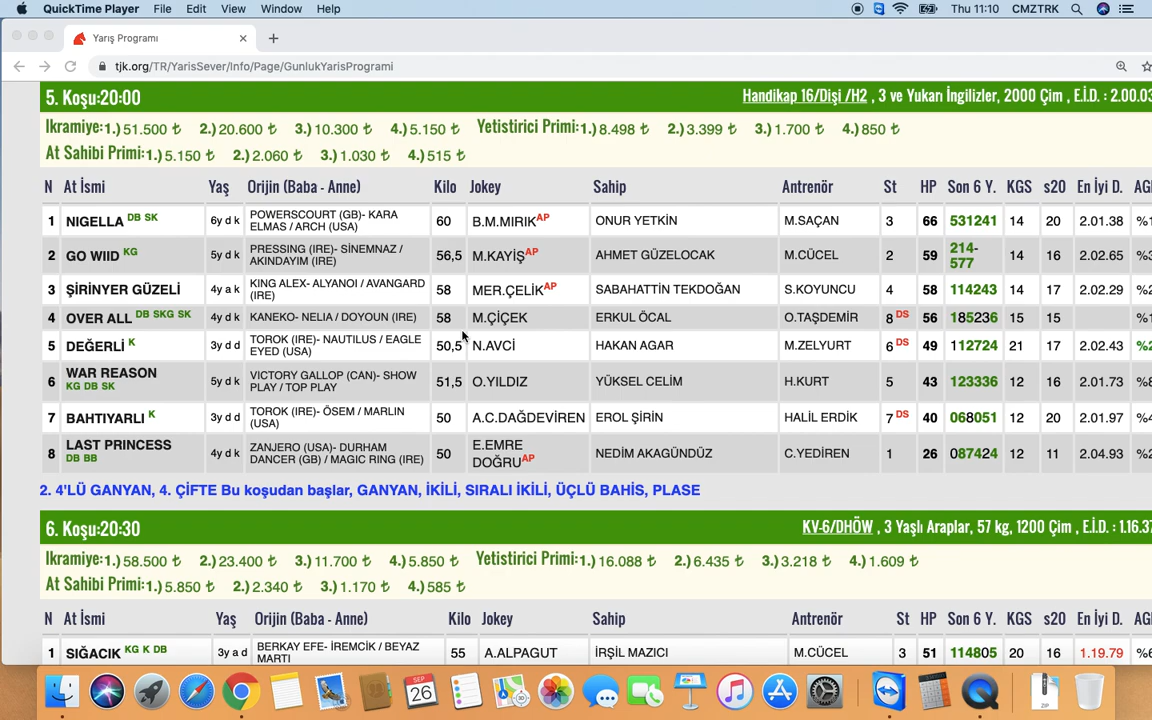 QuickTime Player File Edit View Window Help Thu 11:10 CMZTRK
Yarış Programı
tjk.org/TR/YarisSever/Info/Page/GunlukYarisProgrami
5. Koşu:20:00 Handikap 16/Dişi /H2 , 3 ve Yukarı İngilizler, 2000 Çim , E.İ.D. : 2.00.03
Ikramiye:1.) 51.500 ₺ 2.) 20.600 ₺ 3.) 10.300 ₺ 4.) 5.150 ₺ Yetistirici Primi:1.) 8.498 ₺ 2.) 3.399 ₺ 3.) 1.700 ₺ 4.) 850 ₺
At Sahibi Primi:1.) 5.150 ₺ 2.) 2.060 ₺ 3.) 1.030 ₺ 4.) 515 ₺
N At İsmi Yaş Orijin (Baba - Anne) Kilo Jokey Sahip Antrenör St HP Son 6 Y. KGS s20 En İyi D. AG
1 NIGELLA DB SK 6y d k POWERSCOURT (GB)- KARA ELMAS / ARCH (USA) 60 B.M.MIRIK AP ONUR YETKİN M.SAÇAN 3 66 531241 14 20 2.01.38 %1
2 GO WIID KG 5y d k PRESSING (IRE)- SİNEMNAZ / AKINDAYIM (IRE) 56,5 M.KAYİŞ AP AHMET GÜZELOCAK M.CÜCEL 2 59 214-577 14 16 2.02.65 %3
3 ŞİRİNYER GÜZELİ 4y a k KING ALEX- ALYANOI / AVANGARD (IRE) 58 MER.ÇELİK AP SABAHATTİN TEKDOĞAN S.KOYUNCU 4 58 114243 14 17 2.02.29 %2
4 OVER ALL DB SKG SK 4y d k KANEKO- NELIA / DOYOUN (IRE) 58 M.ÇİÇEK ERKUL ÖCAL O.TAŞDEMİR 8 DS 56 185236 15 15 %1
5 DEĞERLİ K 3y d d TOROK (IRE)- NAUTILUS / EAGLE EYED (USA) 50,5 N.AVCİ HAKAN AGAR M.ZELYURT 6 DS 49 112724 21 17 2.02.43 %2
6 WAR REASON KG DB SK 5y d k VICTORY GALLOP (CAN)- SHOW PLAY / TOP PLAY 51,5 O.YILDIZ YÜKSEL CELİM H.KURT 5 43 123336 12 16 2.01.73 %8
7 BAHTIYARLI K 3y d d TOROK (IRE)- ÖSEM / MARLIN (USA) 50 A.C.DAĞDEVİREN EROL ŞİRİN HALİL ERDİK 7 DS 40 068051 12 20 2.01.97 %4
8 LAST PRINCESS DB BB 4y d k ZANJERO (USA)- DURHAM DANCER (GB) / MAGIC RING (IRE) 50 E.EMRE DOĞRU AP NEDİM AKAGÜNDÜZ C.YEDİREN 1 26 087424 12 11 2.04.93 %2
2. 4'LÜ GANYAN, 4. ÇİFTE Bu koşudan başlar, GANYAN, İKİLİ, SIRALI İKİLİ, ÜÇLÜ BAHİS, PLASE
6. Koşu:20:30 KV-6/DHÖW , 3 Yaşlı Araplar, 57 kg, 1200 Çim , E.İ.D. : 1.16.37
Ikramiye:1.) 58.500 ₺ 2.) 23.400 ₺ 3.) 11.700 ₺ 4.) 5.850 ₺ Yetistirici Primi:1.) 16.088 ₺ 2.) 6.435 ₺ 3.) 3.218 ₺ 4.) 1.609 ₺
At Sahibi Primi:1.) 5.850 ₺ 2.) 2.340 ₺ 3.) 1.170 ₺ 4.) 585 ₺
N At İsmi Yaş Orijin (Baba - Anne) Kilo Jokey Sahip Antrenör St HP Son 6 Y. KGS s20 En İyi D. AG
1 SIĞACIK KG K DB 3y a d BERKAY EFE- İREMCİK / BEYAZ MARTI 55 A.ALPAGUT İRŞİL MAZICI M.CÜCEL 3 51 114805 20 16 1.19.79 %6
SEP
26
ZIP